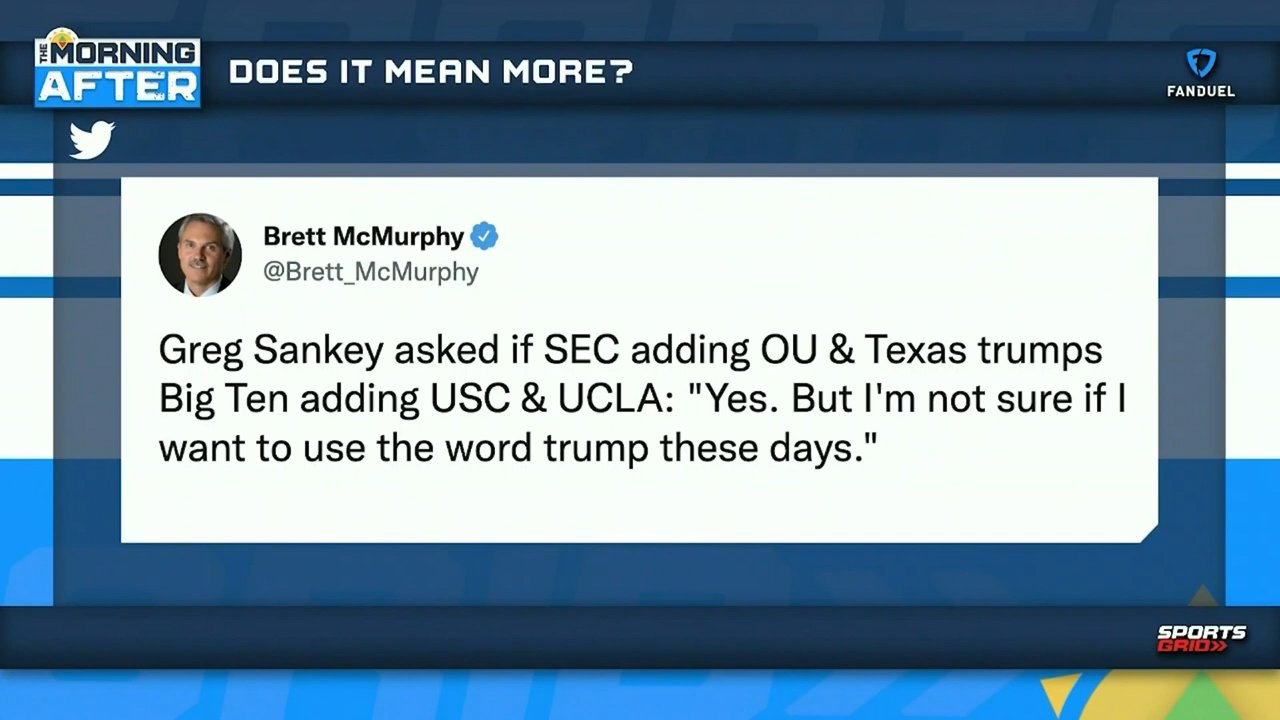 THE
MORNING
AFTER
DOES IT MEAN MORE?
FANDUEL
Brett McMurphy
@Brett_McMurphy
Greg Sankey asked if SEC adding OU & Texas trumps
Big Ten adding USC & UCLA: "Yes. But I'm not sure if I
want to use the word trump these days."
SPORTS
GRID